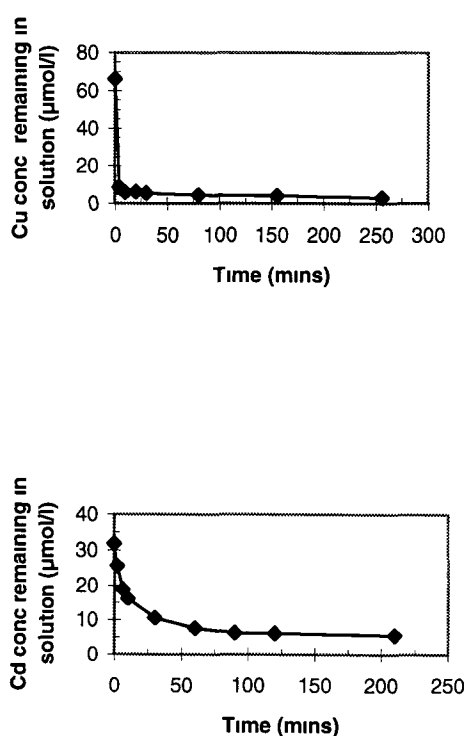 Cu conc remaining in
solution (µmol/l)
80
60
40
20
0
0 50 100 150 200 250 300
Time (mins)
Cd conc remaining in
solution (µmol/l)
40
30
20
10
0
0 50 100 150 200 250
Time (mins)